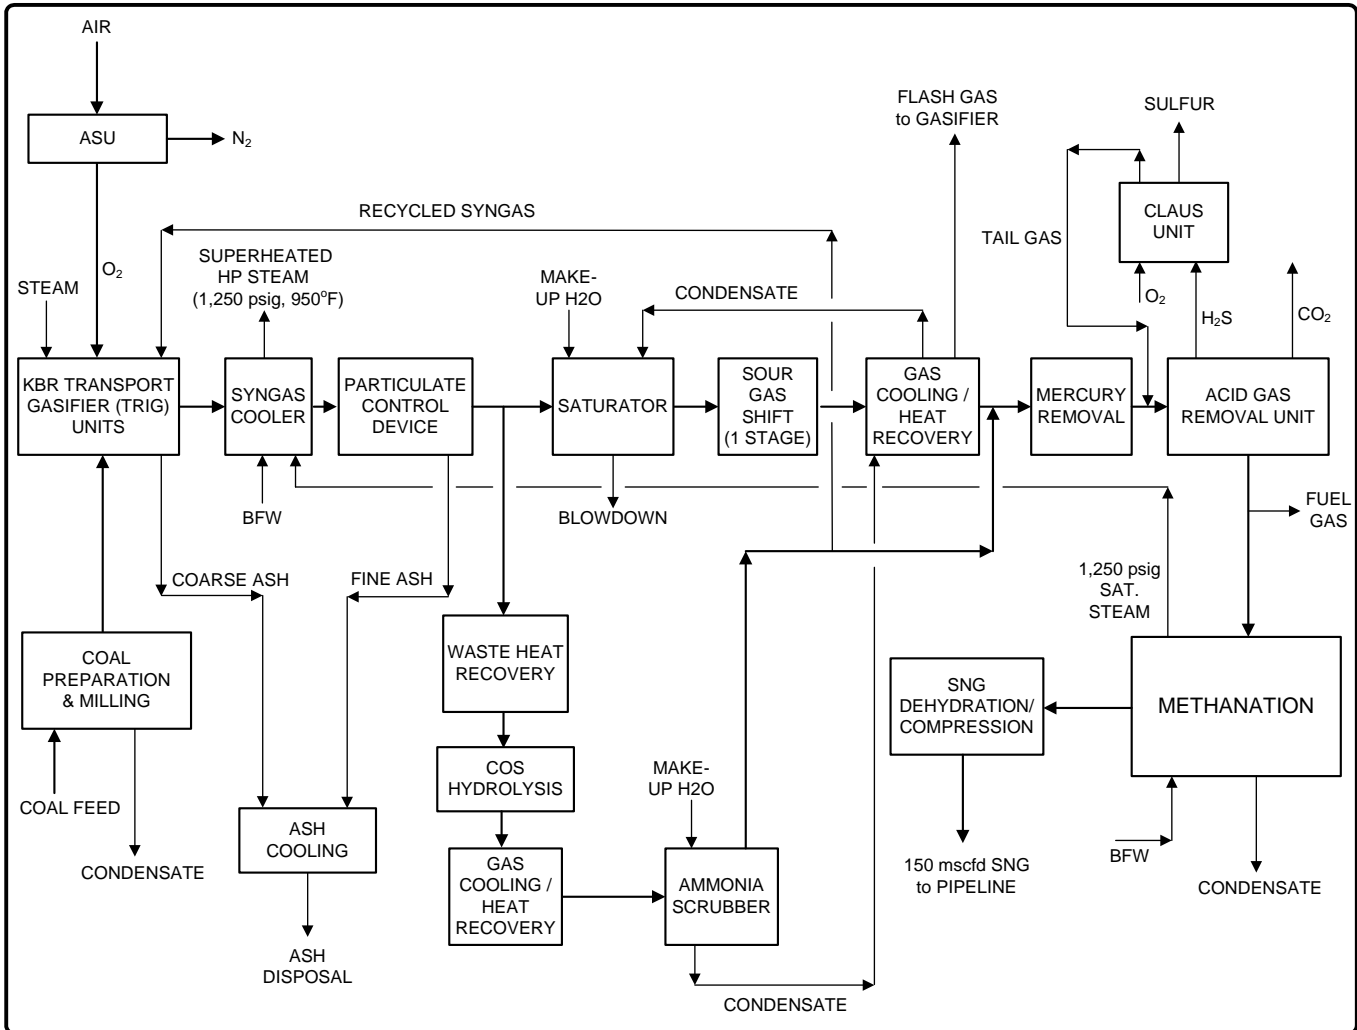 AIR
ASU
N₂
FLASH GAS
to GASIFIER
SULFUR
CLAUS
UNIT
TAIL GAS
RECYCLED SYNGAS
O₂
STEAM
SUPERHEATED
HP STEAM
(1,250 psig, 950°F)
MAKE-
UP H2O
CONDENSATE
O₂
H₂S
CO₂
KBR TRANSPORT
GASIFIER (TRIG)
UNITS
SYNGAS
COOLER
PARTICULATE
CONTROL
DEVICE
SATURATOR
SOUR
GAS
SHIFT
(1 STAGE)
GAS
COOLING /
HEAT
RECOVERY
MERCURY
REMOVAL
ACID GAS
REMOVAL UNIT
BFW
BLOWDOWN
FUEL
GAS
COARSE ASH
FINE ASH
1,250 psig
SAT.
STEAM
COAL
PREPARATION
& MILLING
WASTE HEAT
RECOVERY
SNG
DEHYDRATION/
COMPRESSION
METHANATION
COS
HYDROLYSIS
MAKE-
UP H2O
COAL FEED
ASH
COOLING
CONDENSATE
GAS
COOLING /
HEAT
RECOVERY
AMMONIA
SCRUBBER
150 mscfd SNG
to PIPELINE
BFW
CONDENSATE
ASH
DISPOSAL
CONDENSATE